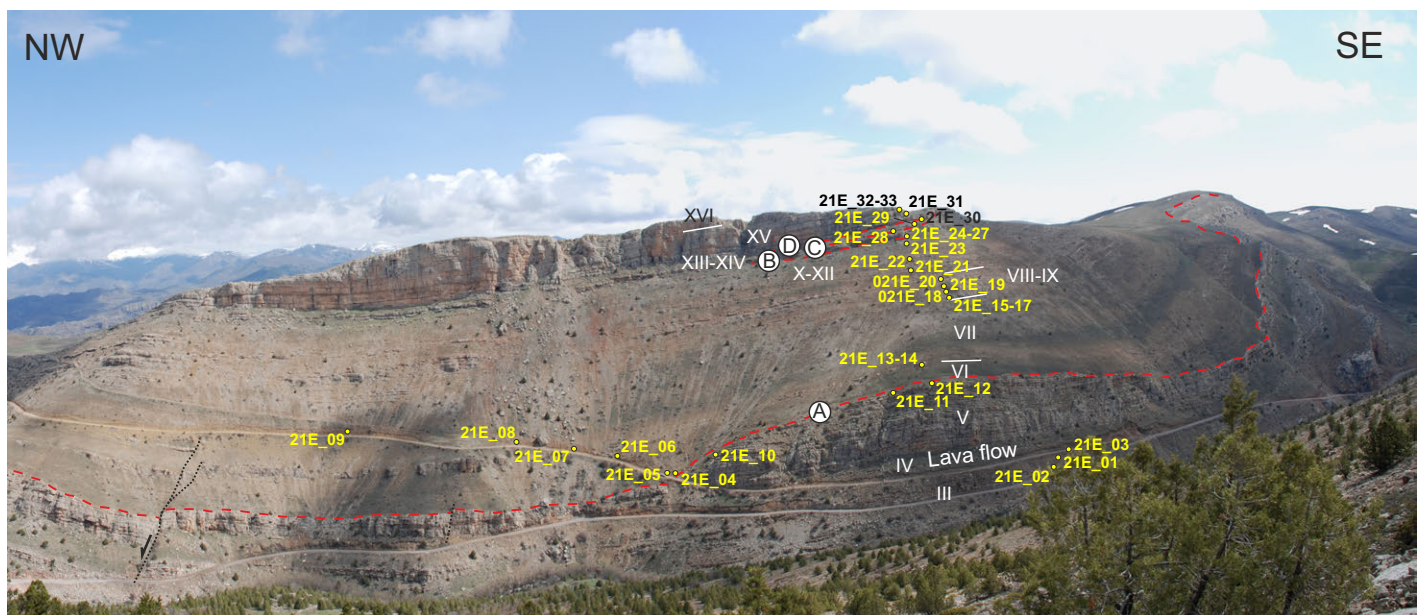 NW
SE
21E_32-33
21E_31
XVI
21E_29
21E_30
XV
D
C
21E_28
21E_24-27
21E_23
XIII-XIV
B
X-XII
21E_22
21E_21
VIII-IX
021E_20
21E_19
021E_18
21E_15-17
VII
21E_13-14
VI
21E_12
21E_11
A
V
21E_09
21E_08
21E_07
21E_06
21E_10
21E_05
21E_04
IV
Lava flow
21E_03
21E_01
21E_02
III